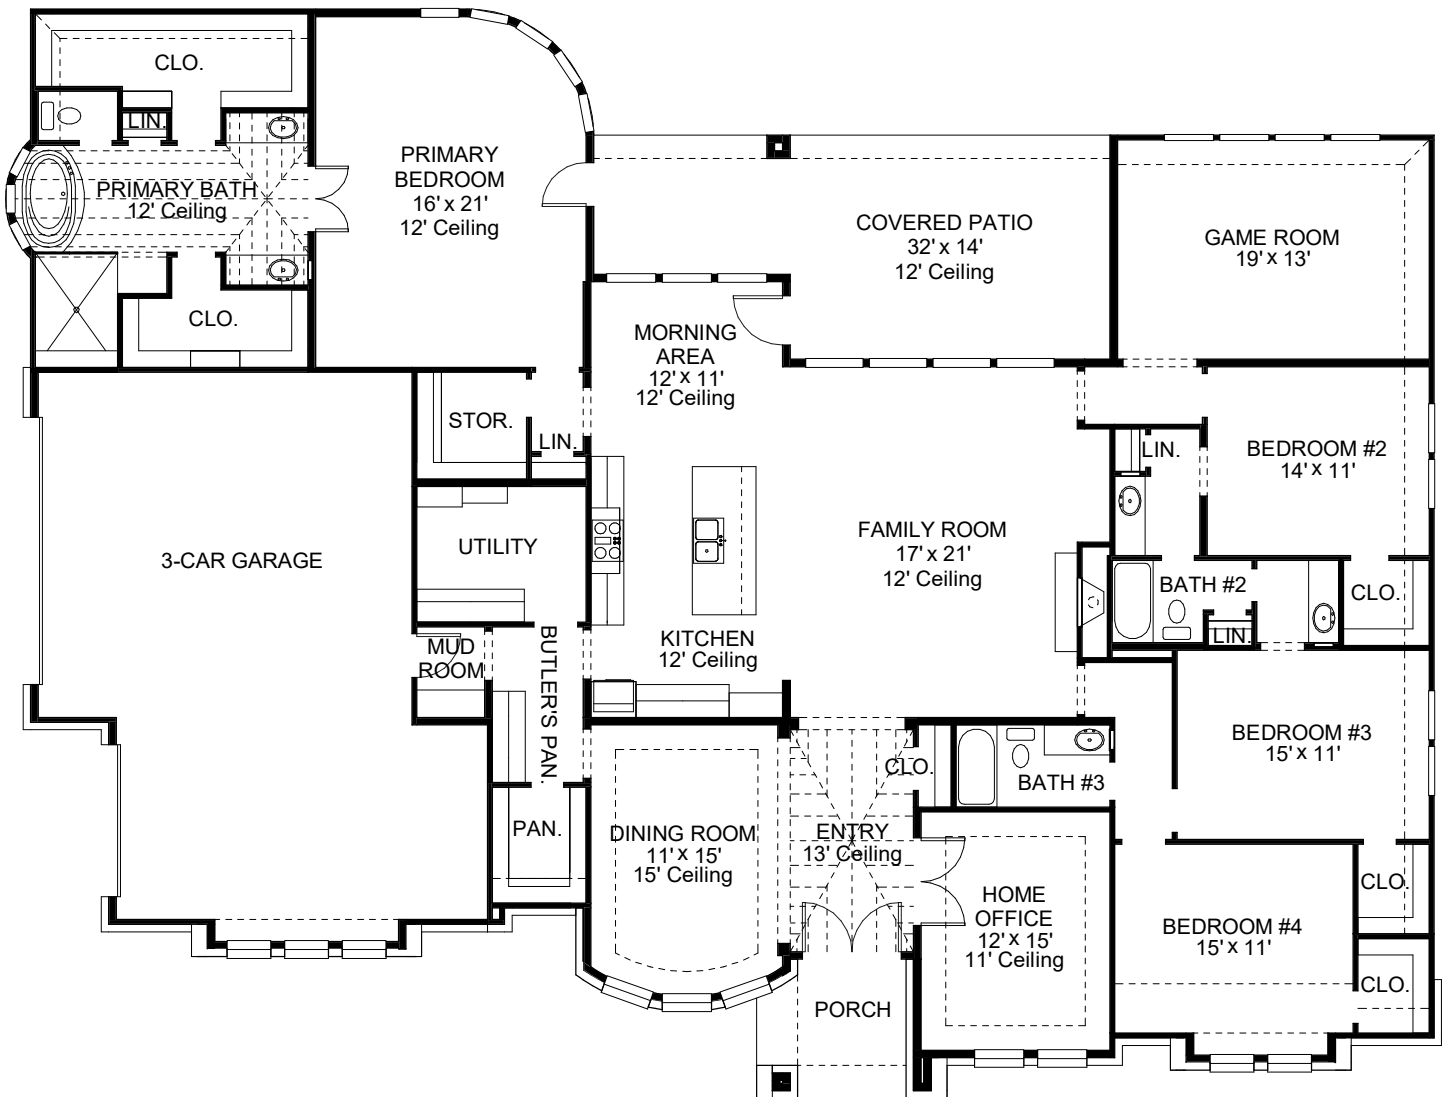 CLO.
LIN.
PRIMARY BATH
12' Ceiling
CLO.
PRIMARY
BEDROOM
16' x 21'
12' Ceiling
COVERED PATIO
32' x 14'
12' Ceiling
GAME ROOM
19' x 13'
MORNING
AREA
12' x 11'
12' Ceiling
STOR.
LIN.
LIN.
BEDROOM #2
14' x 11'
3-CAR GARAGE
UTILITY
FAMILY ROOM
17' x 21'
12' Ceiling
BATH #2
CLO.
LIN.
MUD
ROOM
BUTLER'S PAN.
KITCHEN
12' Ceiling
BEDROOM #3
15' x 11'
CLO.
BATH #3
PAN.
DINING ROOM
11' x 15'
15' Ceiling
ENTRY
13' Ceiling
HOME
OFFICE
12' x 15'
11' Ceiling
CLO.
BEDROOM #4
15' x 11'
CLO.
PORCH